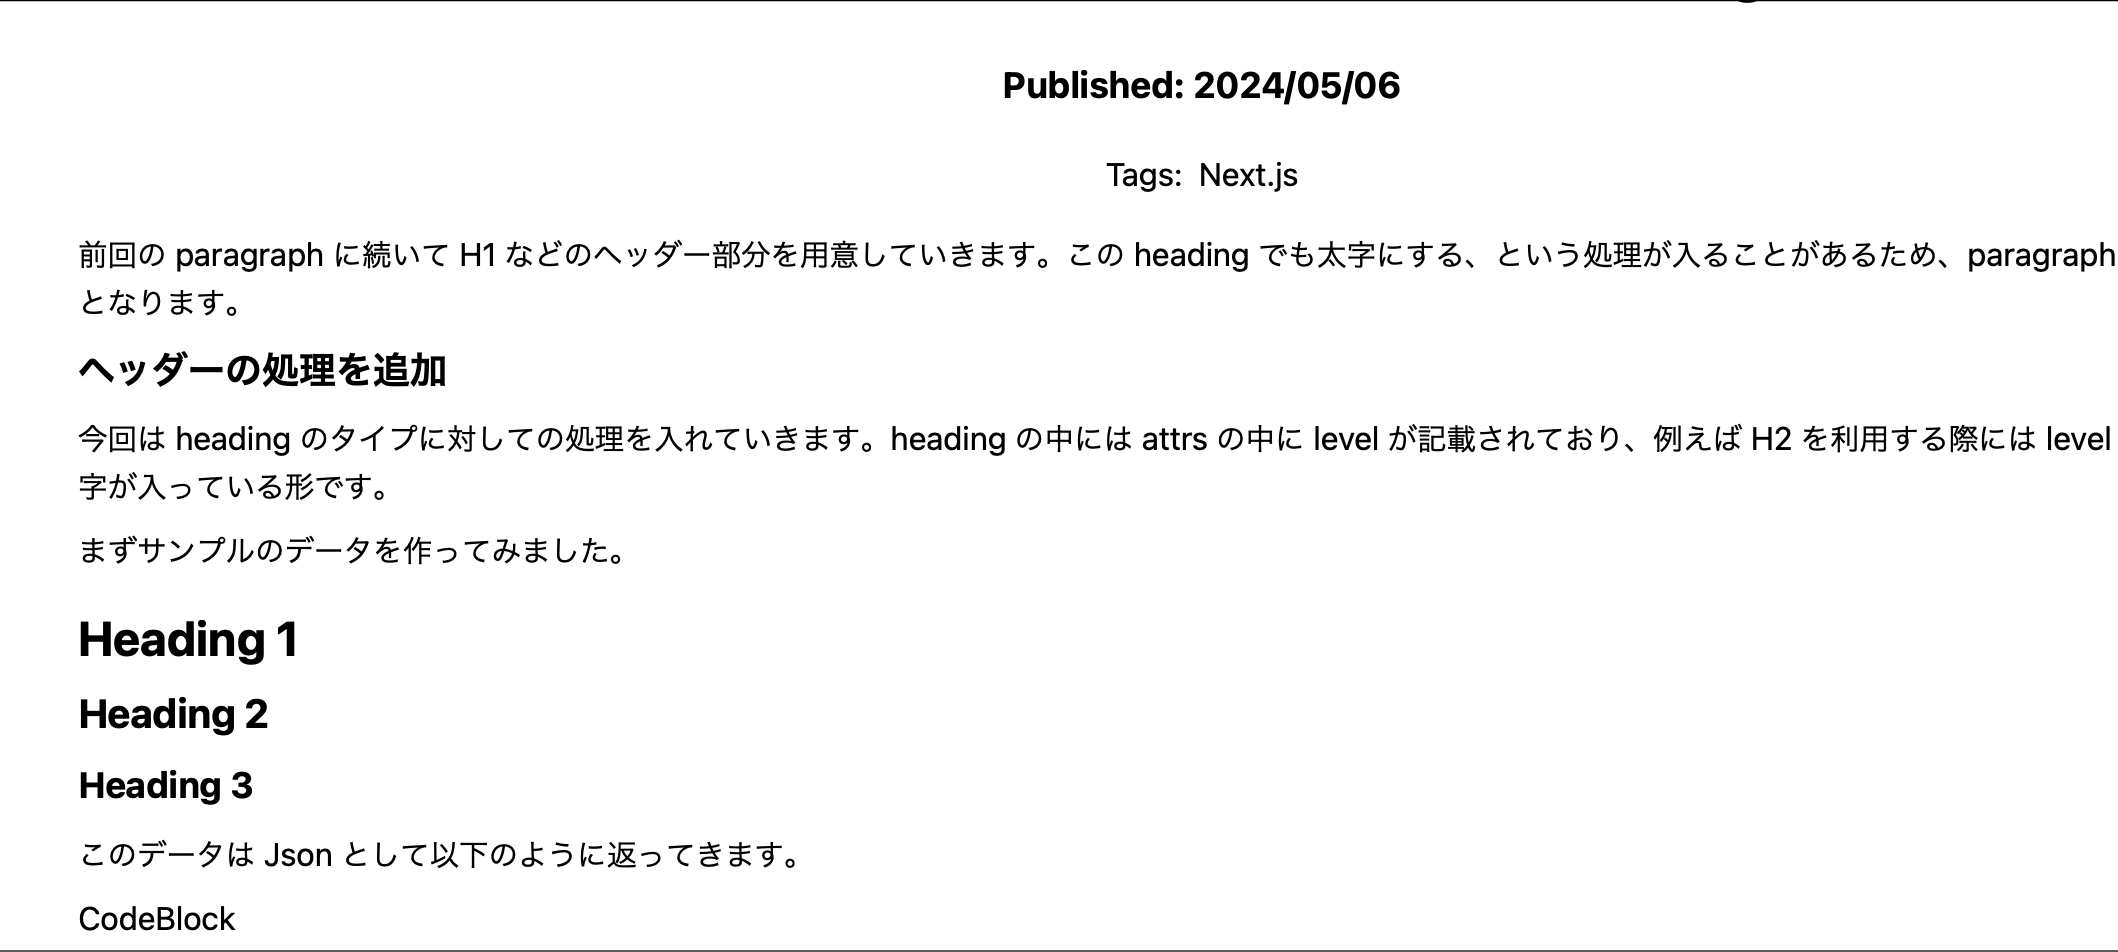 Published: 2024/05/06
Tags: Next.js
前回の paragraph に続いて H1 などのヘッダー部分を用意していきます。この heading でも太字にする、という処理が入ることがあるため、paragraph
となります。
ヘッダーの処理を追加
今回は heading のタイプに対しての処理を入れていきます。heading の中には attrs の中に level が記載されており、例えば H2 を利用する際には level
字が入っている形です。
まずサンプルのデータを作ってみました。
Heading 1
Heading 2
Heading 3
このデータは Json として以下のように返ってきます。
CodeBlock